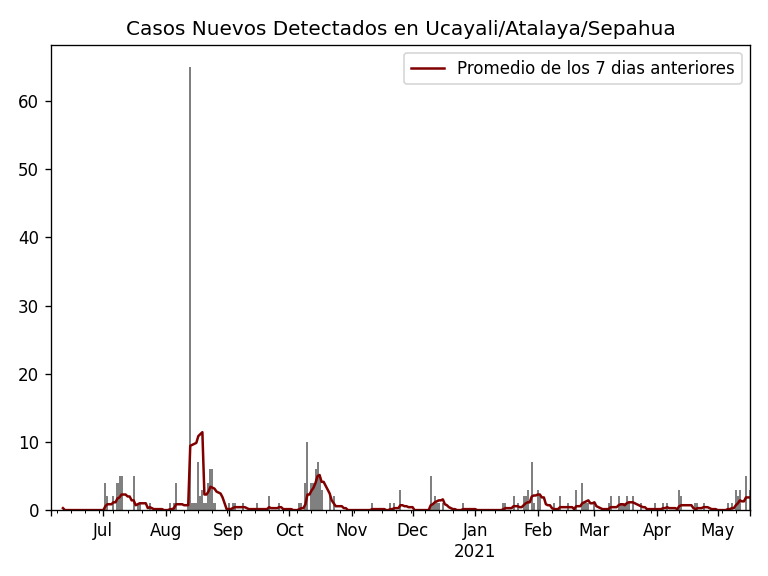 Casos Nuevos Detectados en Ucayali/Atalaya/Sepahua
Promedio de los 7 dias anteriores
60
50
40
30
20
10
0
Jul Aug Sep Oct Nov Dec Jan Feb Mar Apr May
2021